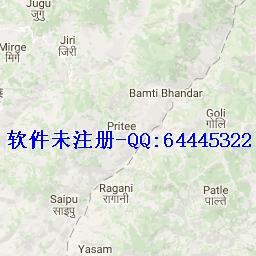 Jugu
जुगु
Jiri
जिरी
Mirge
मिर्गे
Bamti Bhandar
Goli
गोलि
Pritee
软件未注册-QQ:64445322
Ragani
रागानी
Saipu
साइपु
Patle
पाल्ते
Yasam